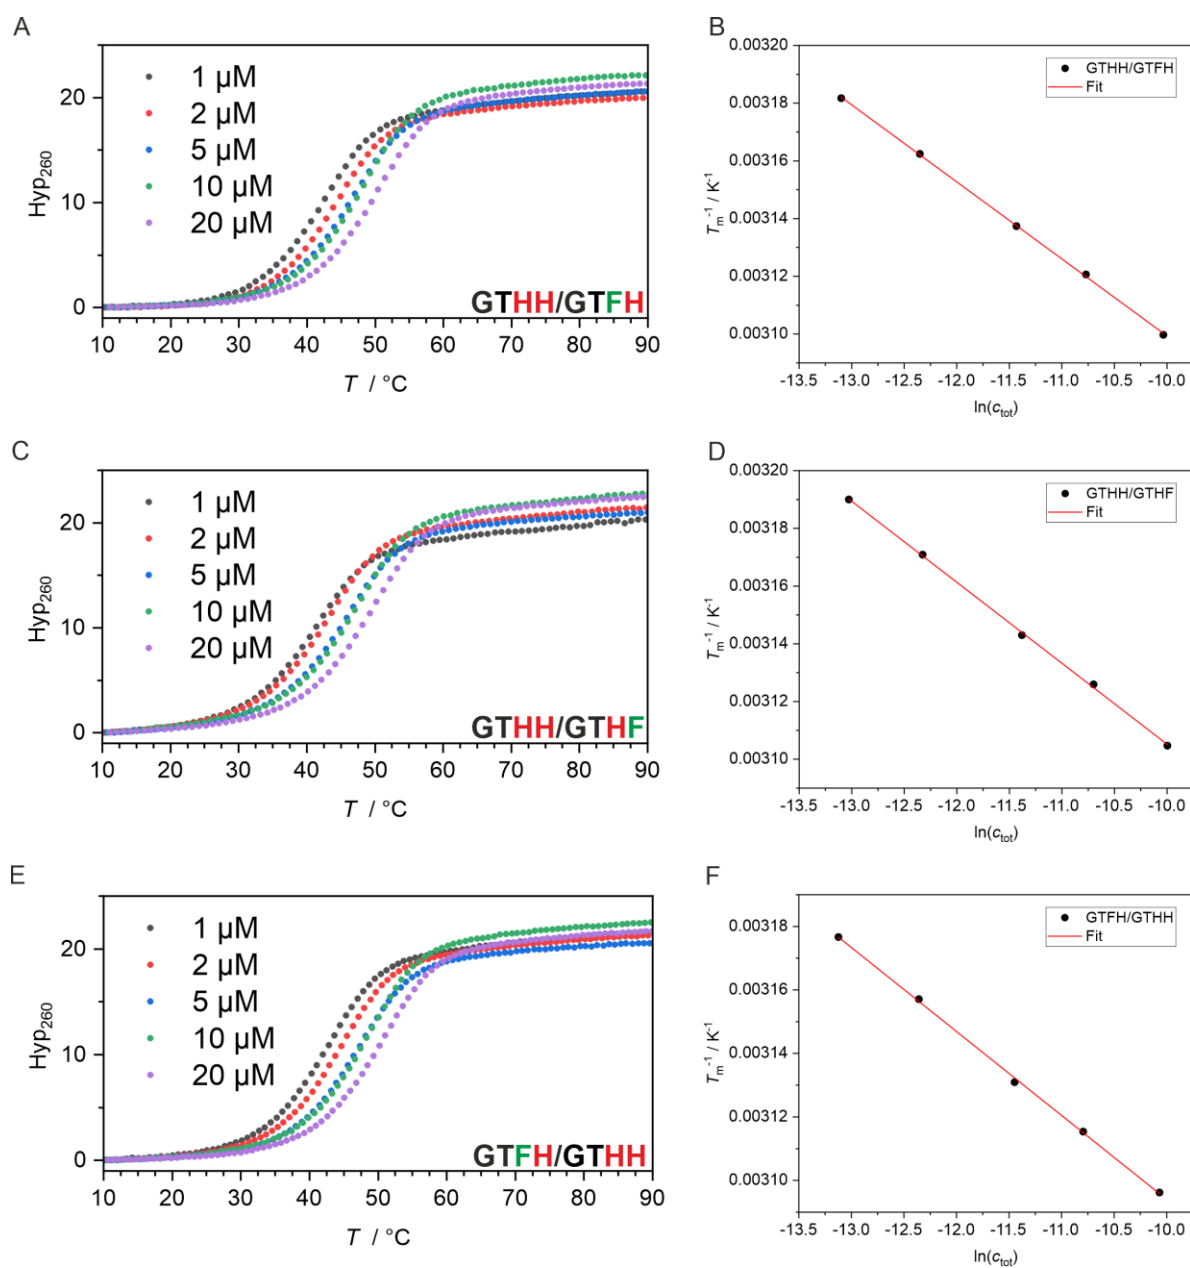 A
Hyp260
20
10
0
1 µM
2 µM
5 µM
10 µM
20 µM
GTHH/GTFH
10 20 30 40 50 60 70 80 90
T / °C
B
Tm-1 / K-1
0.00320
0.00318
0.00316
0.00314
0.00312
0.00310
GTHH/GTFH
Fit
-13.5 -13.0 -12.5 -12.0 -11.5 -11.0 -10.5 -10.0
ln(ctot)
C
Hyp260
20
10
0
1 µM
2 µM
5 µM
10 µM
20 µM
GTHH/GTHF
10 20 30 40 50 60 70 80 90
T / °C
D
Tm-1 / K-1
0.00320
0.00318
0.00316
0.00314
0.00312
0.00310
GTHH/GTHF
Fit
-13.5 -13.0 -12.5 -12.0 -11.5 -11.0 -10.5 -10.0
ln(ctot)
E
Hyp260
20
10
0
1 µM
2 µM
5 µM
10 µM
20 µM
GTFH/GTHH
10 20 30 40 50 60 70 80 90
T / °C
F
Tm-1 / K-1
0.00318
0.00316
0.00314
0.00312
0.00310
GTFH/GTHH
Fit
-13.5 -13.0 -12.5 -12.0 -11.5 -11.0 -10.5 -10.0
ln(ctot)